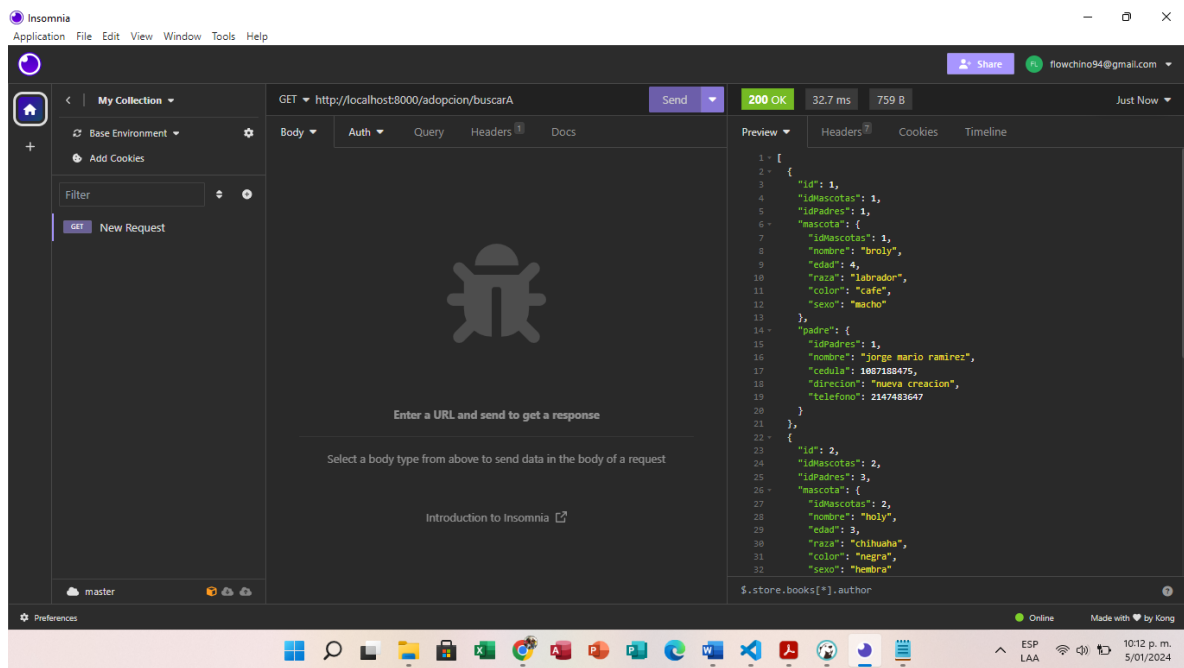 Insomnia
Application File Edit View Window Tools Help
Share
FL
flowchino94@gmail.com
My Collection
GET http://localhost:8000/adopcion/buscarA
Send
200 OK
32.7 ms
759 B
Just Now
Base Environment
Add Cookies
Body
Auth
Query
Headers 1
Docs
Preview
Headers 7
Cookies
Timeline
Filter
GET New Request
Enter a URL and send to get a response
Select a body type from above to send data in the body of a request
Introduction to Insomnia
1 [
2 {
3 "id": 1,
4 "idMascotas": 1,
5 "idPadres": 1,
6 "mascota": {
7 "idMascotas": 1,
8 "nombre": "broly",
9 "edad": 4,
10 "raza": "labrador",
11 "color": "cafe",
12 "sexo": "macho"
13 },
14 "padre": {
15 "idPadres": 1,
16 "nombre": "jorge mario ramirez",
17 "cedula": 1087188475,
18 "direcion": "nueva creacion",
19 "telefono": 2147483647
20 }
21 },
22 {
23 "id": 2,
24 "idMascotas": 2,
25 "idPadres": 3,
26 "mascota": {
27 "idMascotas": 2,
28 "nombre": "holy",
29 "edad": 3,
30 "raza": "chihuaha",
31 "color": "negra",
32 "sexo": "hembra"
$.store.books[*].author
master
Preferences
Online
Made with ♥ by Kong
ESP
LAA
10:12 p. m.
5/01/2024